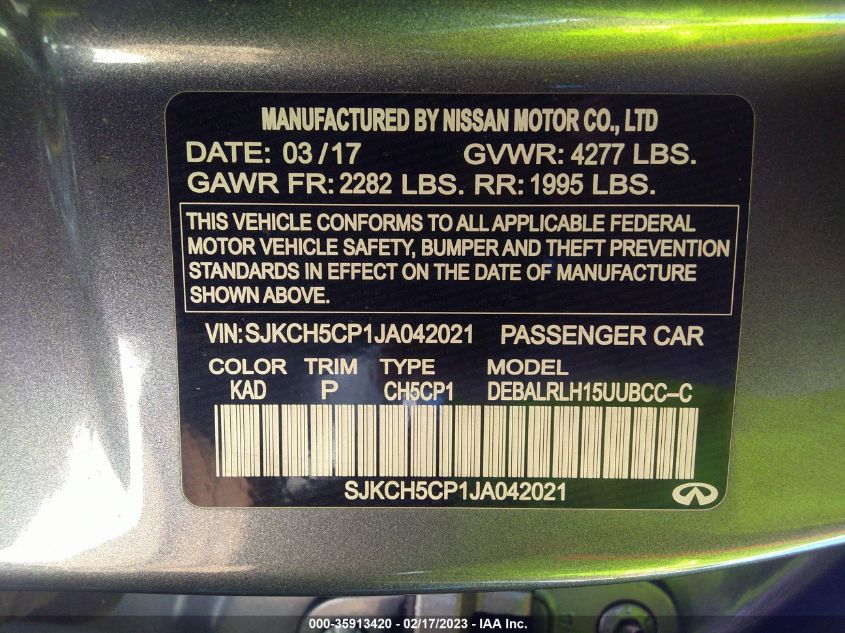 MANUFACTURED BY NISSAN MOTOR CO., LTD
DATE: 03/17 GVWR: 4277 LBS.
GAWR FR: 2282 LBS. RR: 1995 LBS.
THIS VEHICLE CONFORMS TO ALL APPLICABLE FEDERAL
MOTOR VEHICLE SAFETY, BUMPER AND THEFT PREVENTION
STANDARDS IN EFFECT ON THE DATE OF MANUFACTURE
SHOWN ABOVE.
VIN: SJKCH5CP1JA042021 PASSENGER CAR
COLOR TRIM TYPE MODEL
KAD P CH5CP1 DEBALRLH15UUBCC-C
SJKCH5CP1JA042021
000-35913420 - 02/17/2023 - IAA Inc.